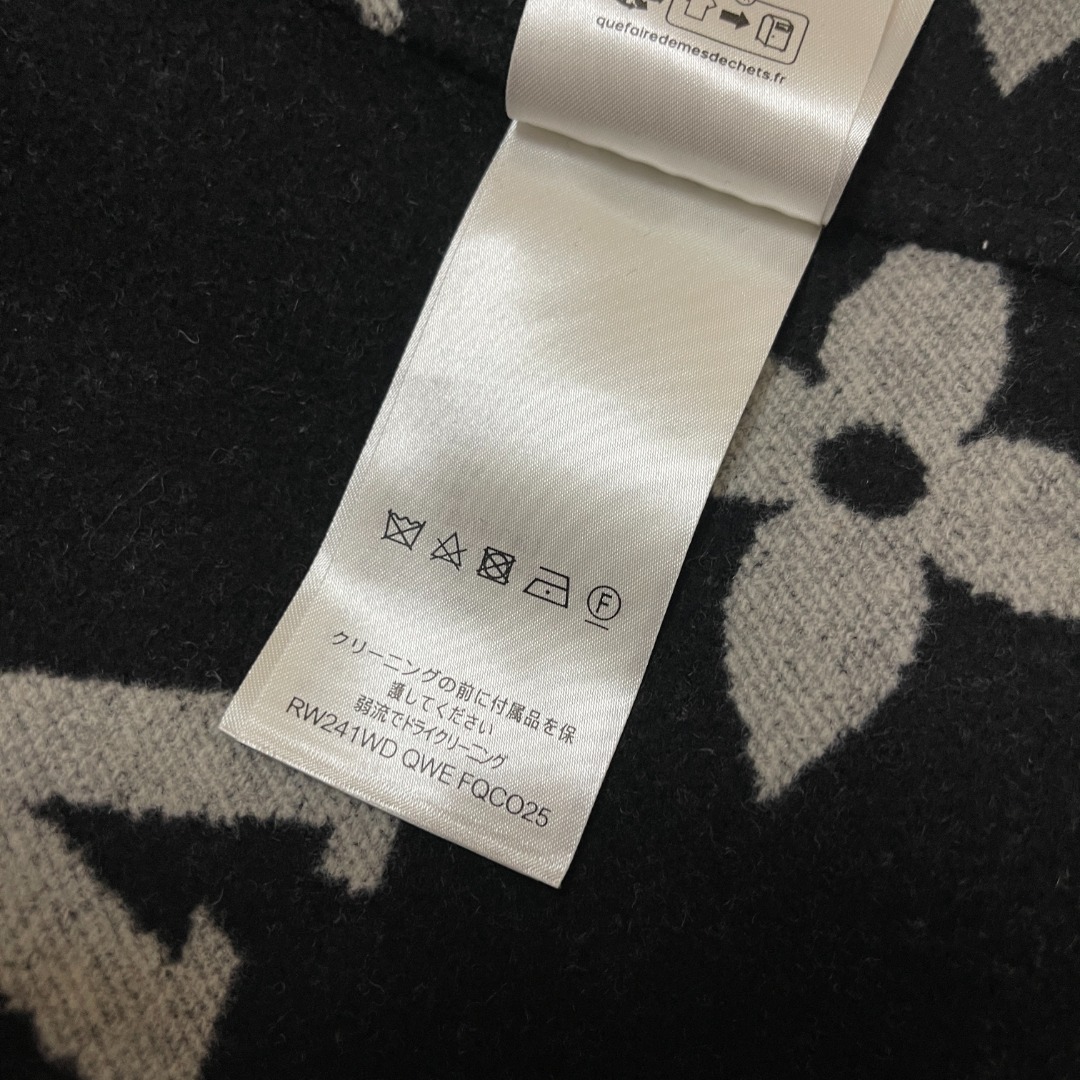 quefairedemesdechets.fr
F
クリーニングの前に付属品を保
護してください
弱流でドライクリーニング
RW241WD QWE FQCO25